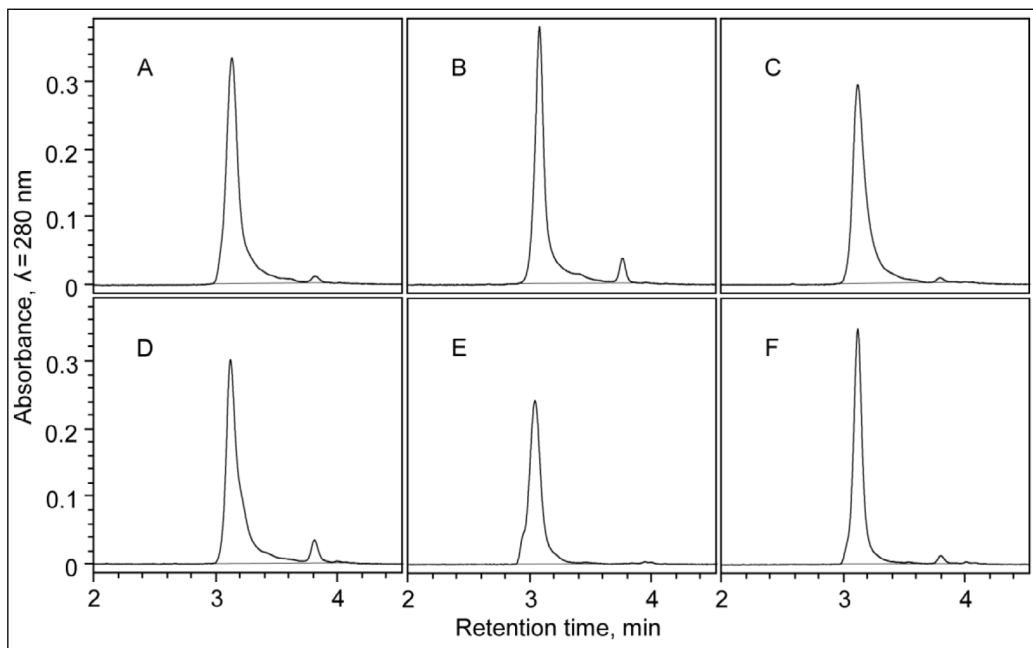 A
B
C
0.3
0.2
0.1
0
D
E
F
0.3
0.2
0.1
0
Absorbance, λ = 280 nm
2 3 4 2 3 4 2 3 4
Retention time, min